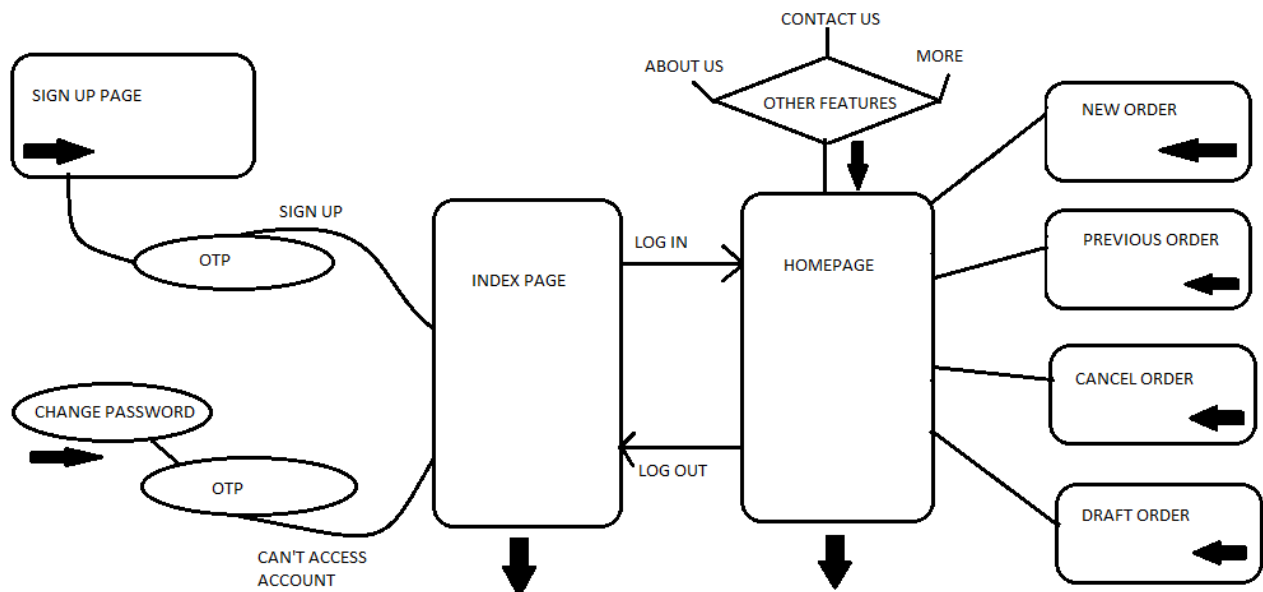 CONTACT US
ABOUT US
MORE
SIGN UP PAGE
OTHER FEATURES
NEW ORDER
SIGN UP
LOG IN
PREVIOUS ORDER
OTP
INDEX PAGE
HOMEPAGE
CANCEL ORDER
CHANGE PASSWORD
LOG OUT
OTP
DRAFT ORDER
CAN'T ACCESS
ACCOUNT